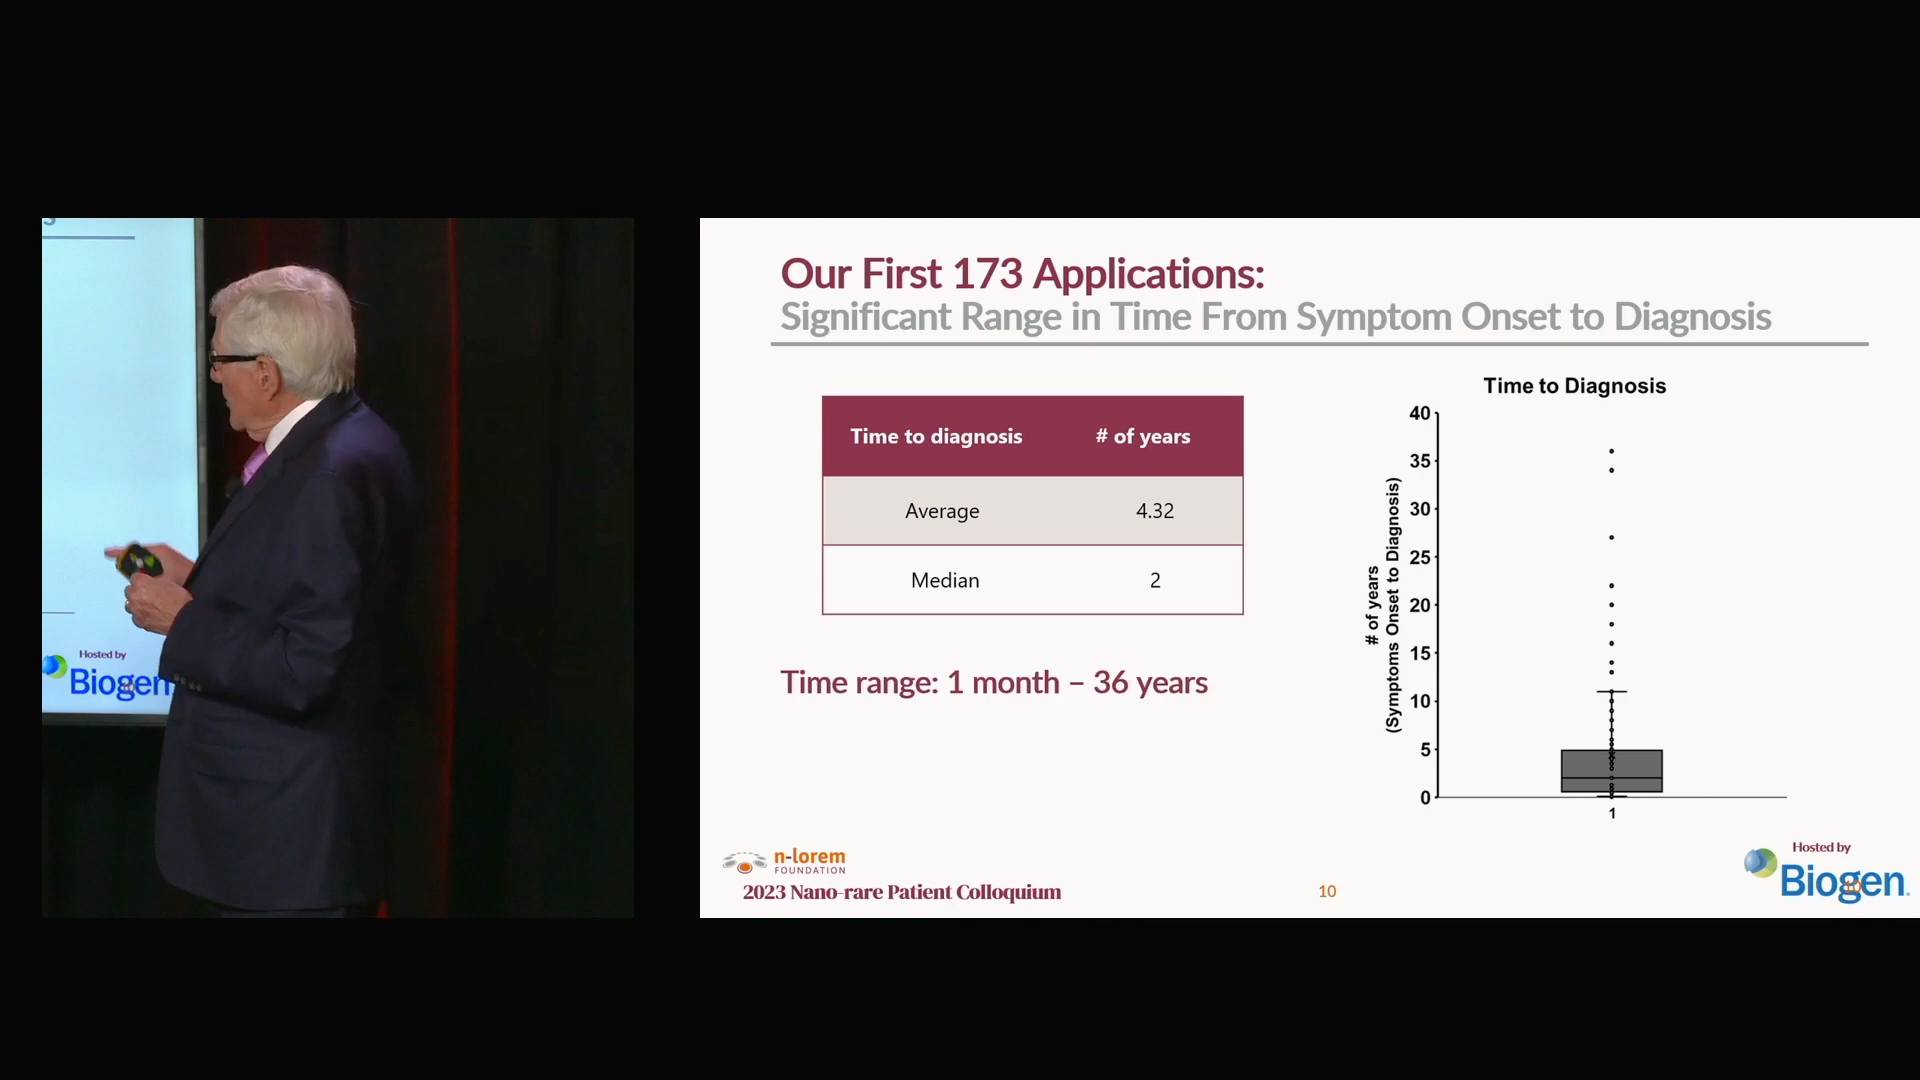 s
Hosted by
Biogen
Our First 173 Applications:
Significant Range in Time From Symptom Onset to Diagnosis
Time to diagnosis # of years
Average 4.32
Median 2
Time range: 1 month – 36 years
Time to Diagnosis
# of years
(Symptoms Onset to Diagnosis)
40
35
30
25
20
15
10
5
0
1
n-lorem
FOUNDATION
2023 Nano-rare Patient Colloquium
10
Hosted by
Biogen.
10